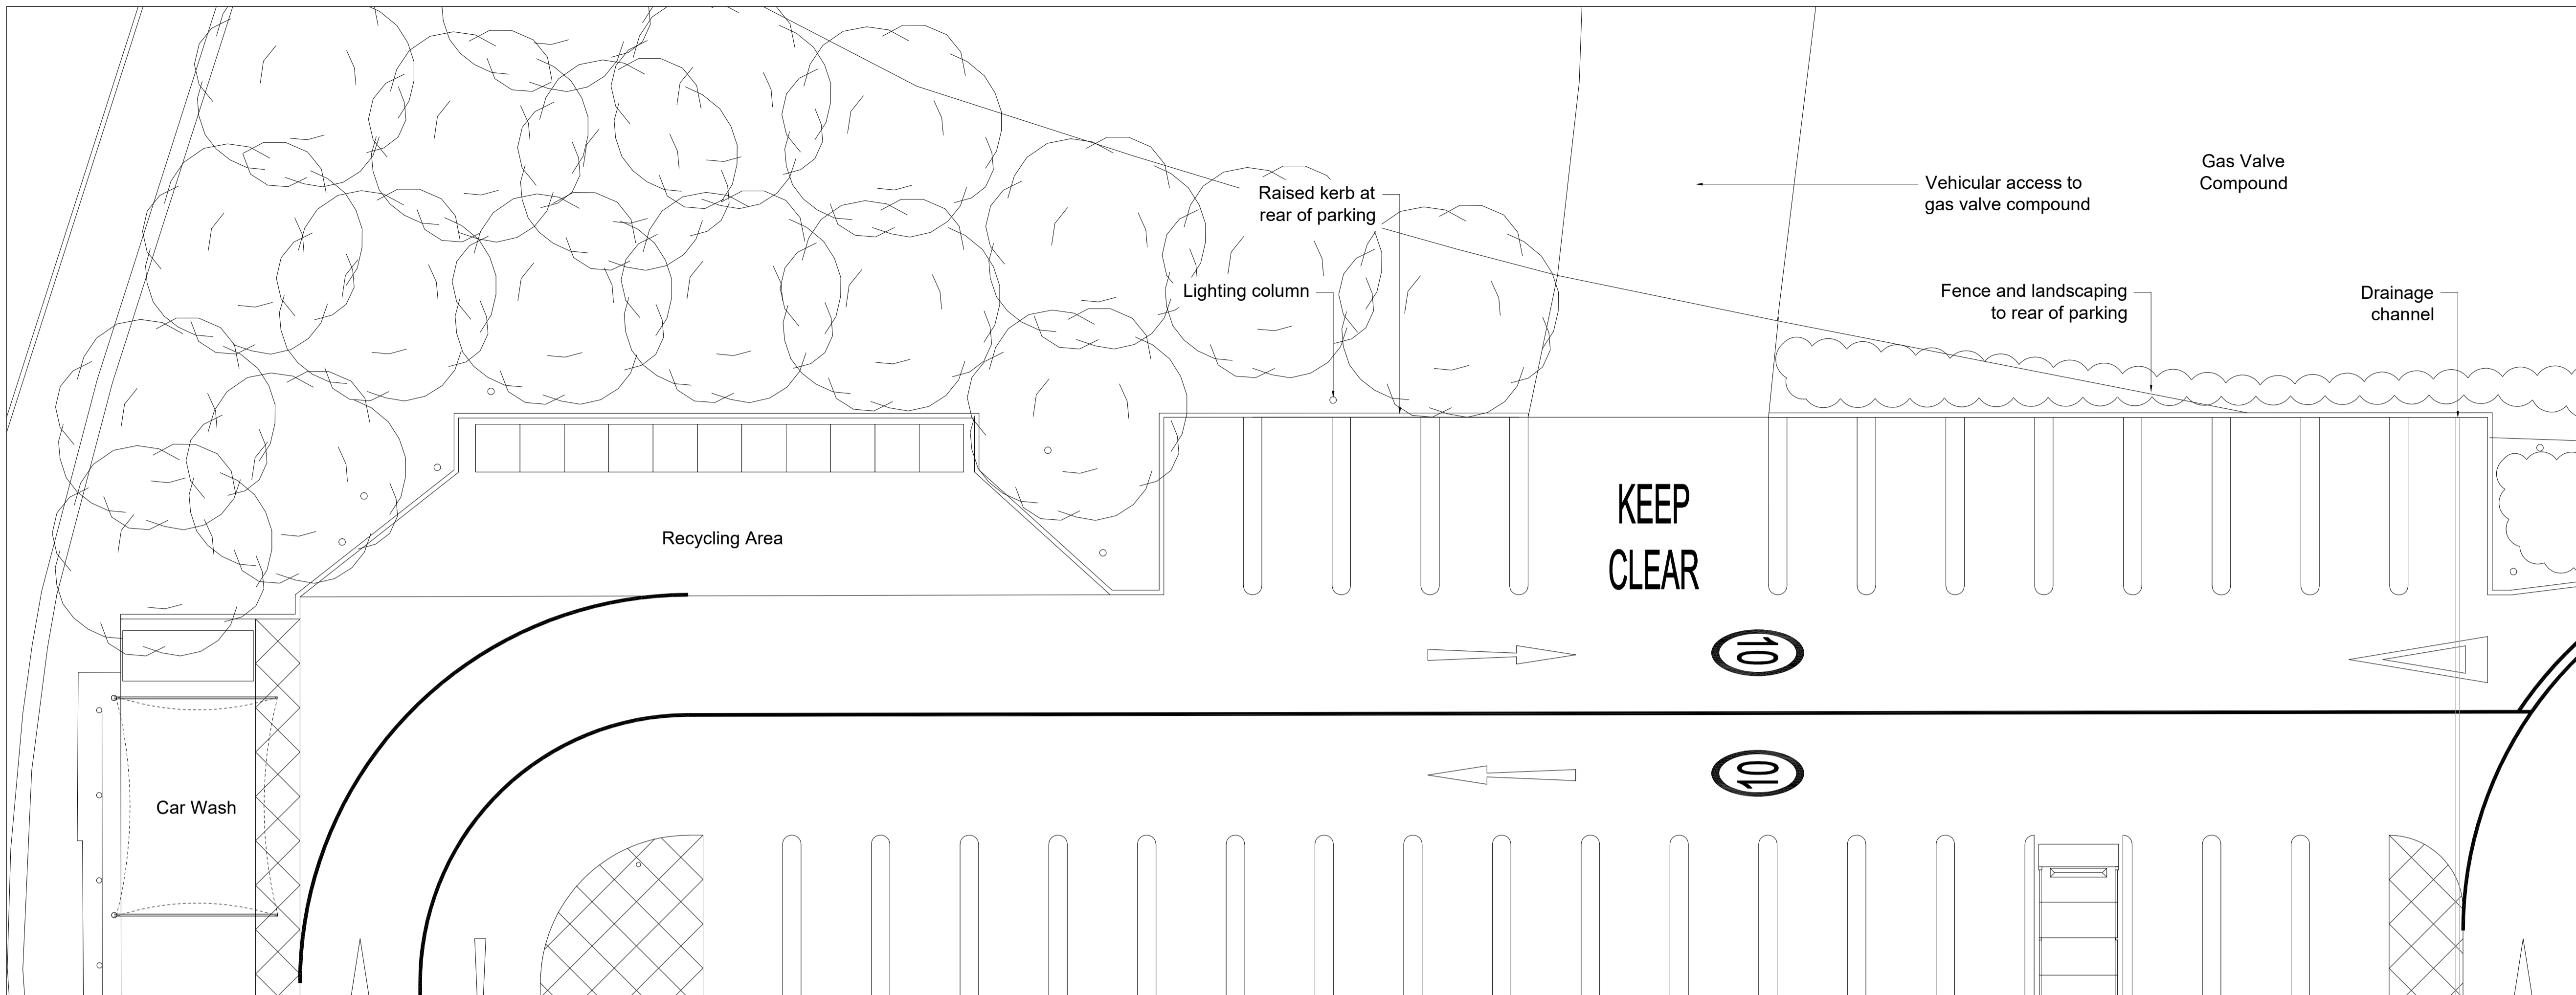 Gas Valve
Compound
Vehicular access to
gas valve compound
Raised kerb at
rear of parking
Lighting column
Fence and landscaping
to rear of parking
Drainage
channel
KEEP
CLEAR
Recycling Area
10
10
Car Wash